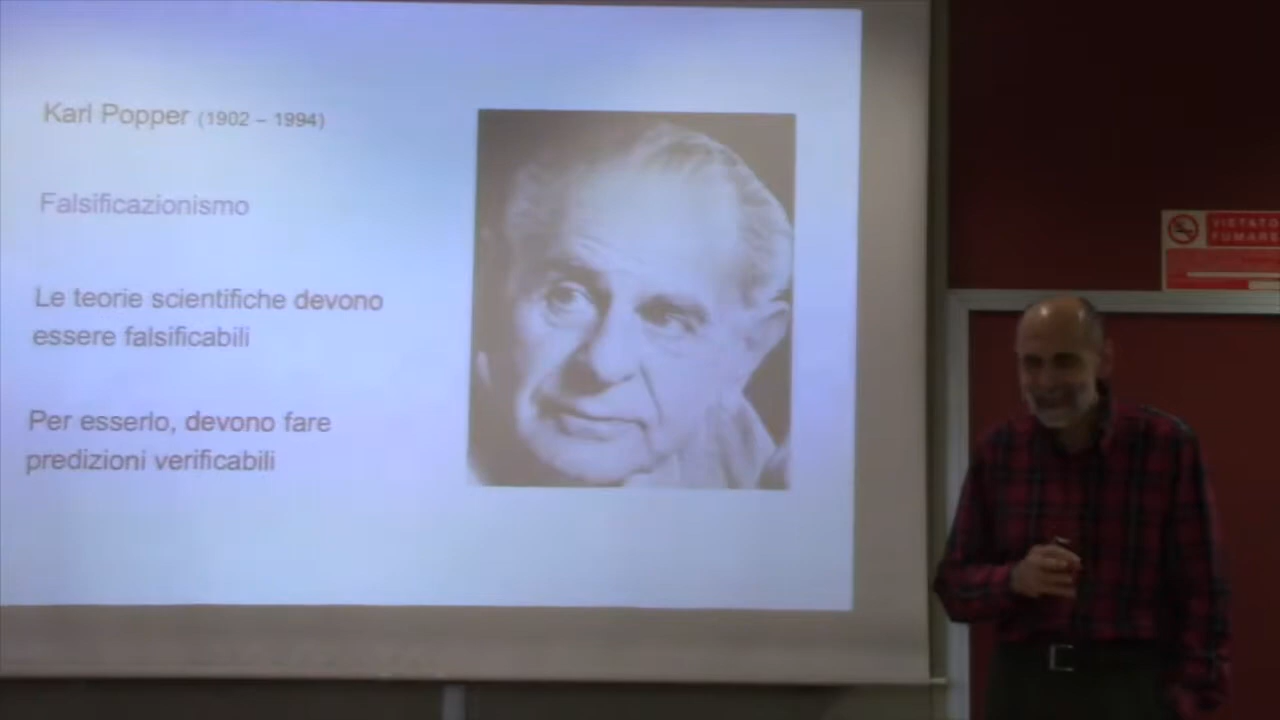 Karl Popper (1902 – 1994)
Falsificazionismo
Le teorie scientifiche devono
essere falsificabili
Per esserlo, devono fare
predizioni verificabili
VIETATO
FUMARE